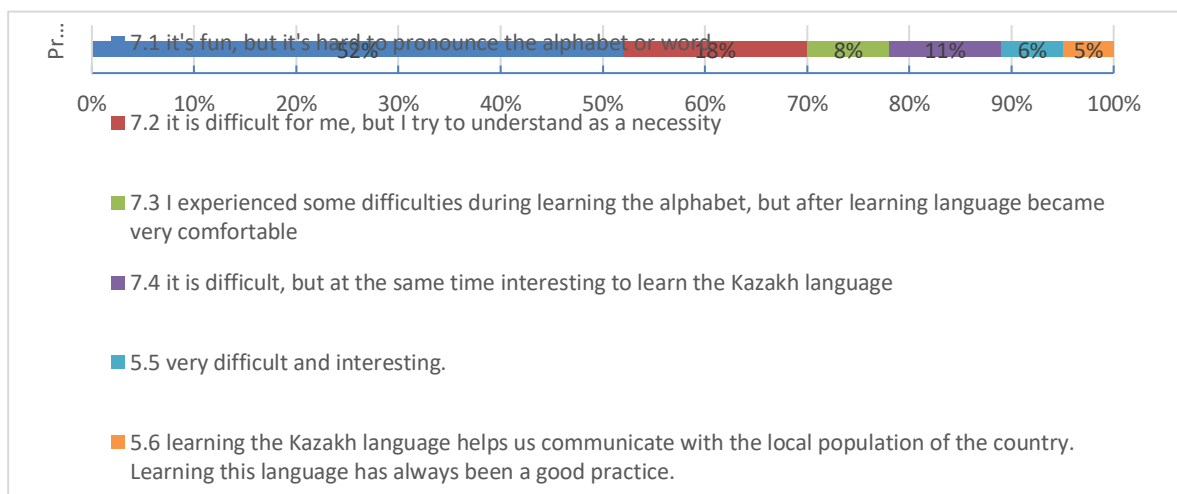 Pr...
7.1 it's fun, but it's hard to pronounce the alphabet or word
52% 18% 8% 11% 6% 5%
0% 10% 20% 30% 40% 50% 60% 70% 80% 90% 100%
7.2 it is difficult for me, but I try to understand as a necessity
7.3 I experienced some difficulties during learning the alphabet, but after learning language became
very comfortable
7.4 it is difficult, but at the same time interesting to learn the Kazakh language
5.5 very difficult and interesting.
5.6 learning the Kazakh language helps us communicate with the local population of the country.
Learning this language has always been a good practice.